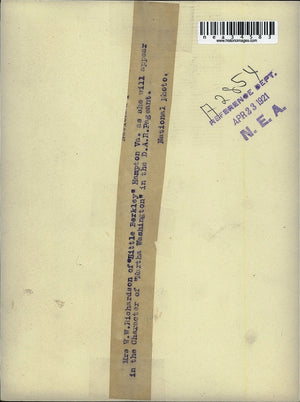 nea34583
www.historicimages.com
A2854
REFERENCE DEPT.
APR 23 1921
N. E. A.
Mrs W.W.Richardson of"Little Berkley" Hampton Va. as she will appear
in the Character of "Martha Washington" in the D.A.R.Pageant.
National Photo.